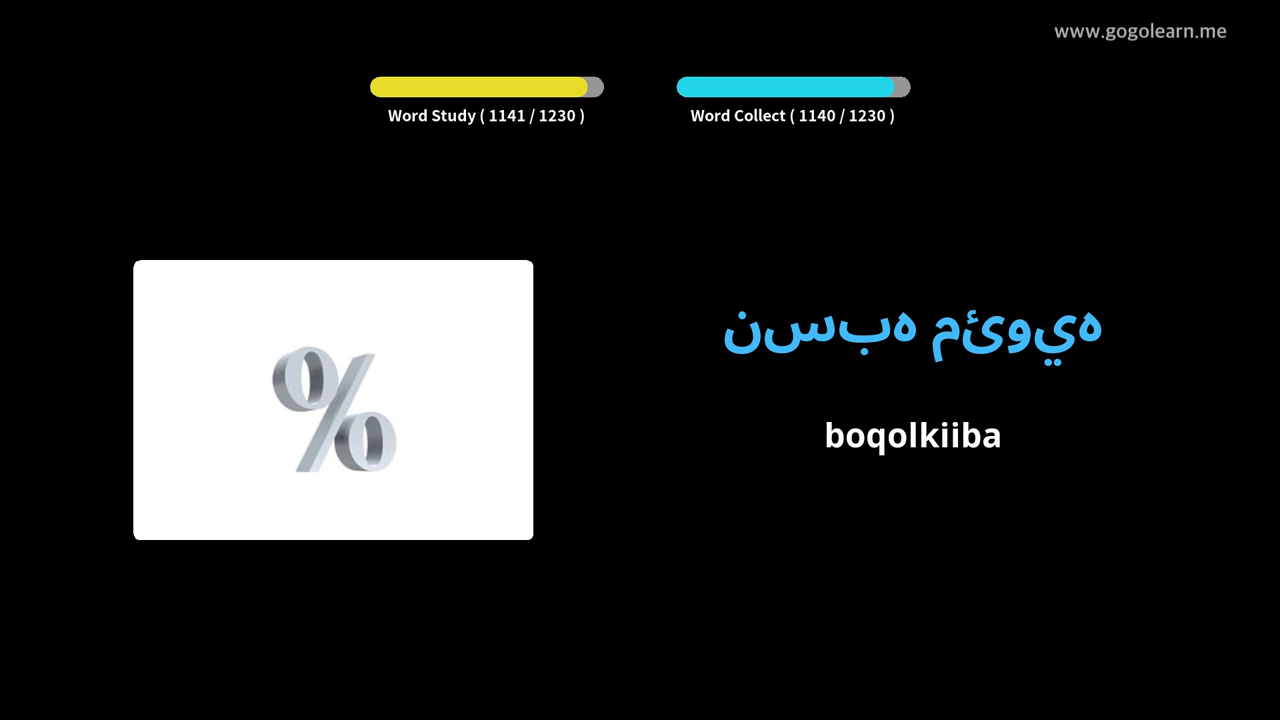 www.gogolearn.me
Word Study ( 1141 / 1230 )
Word Collect ( 1140 / 1230 )
نسبه مئويه
boqolkiiba